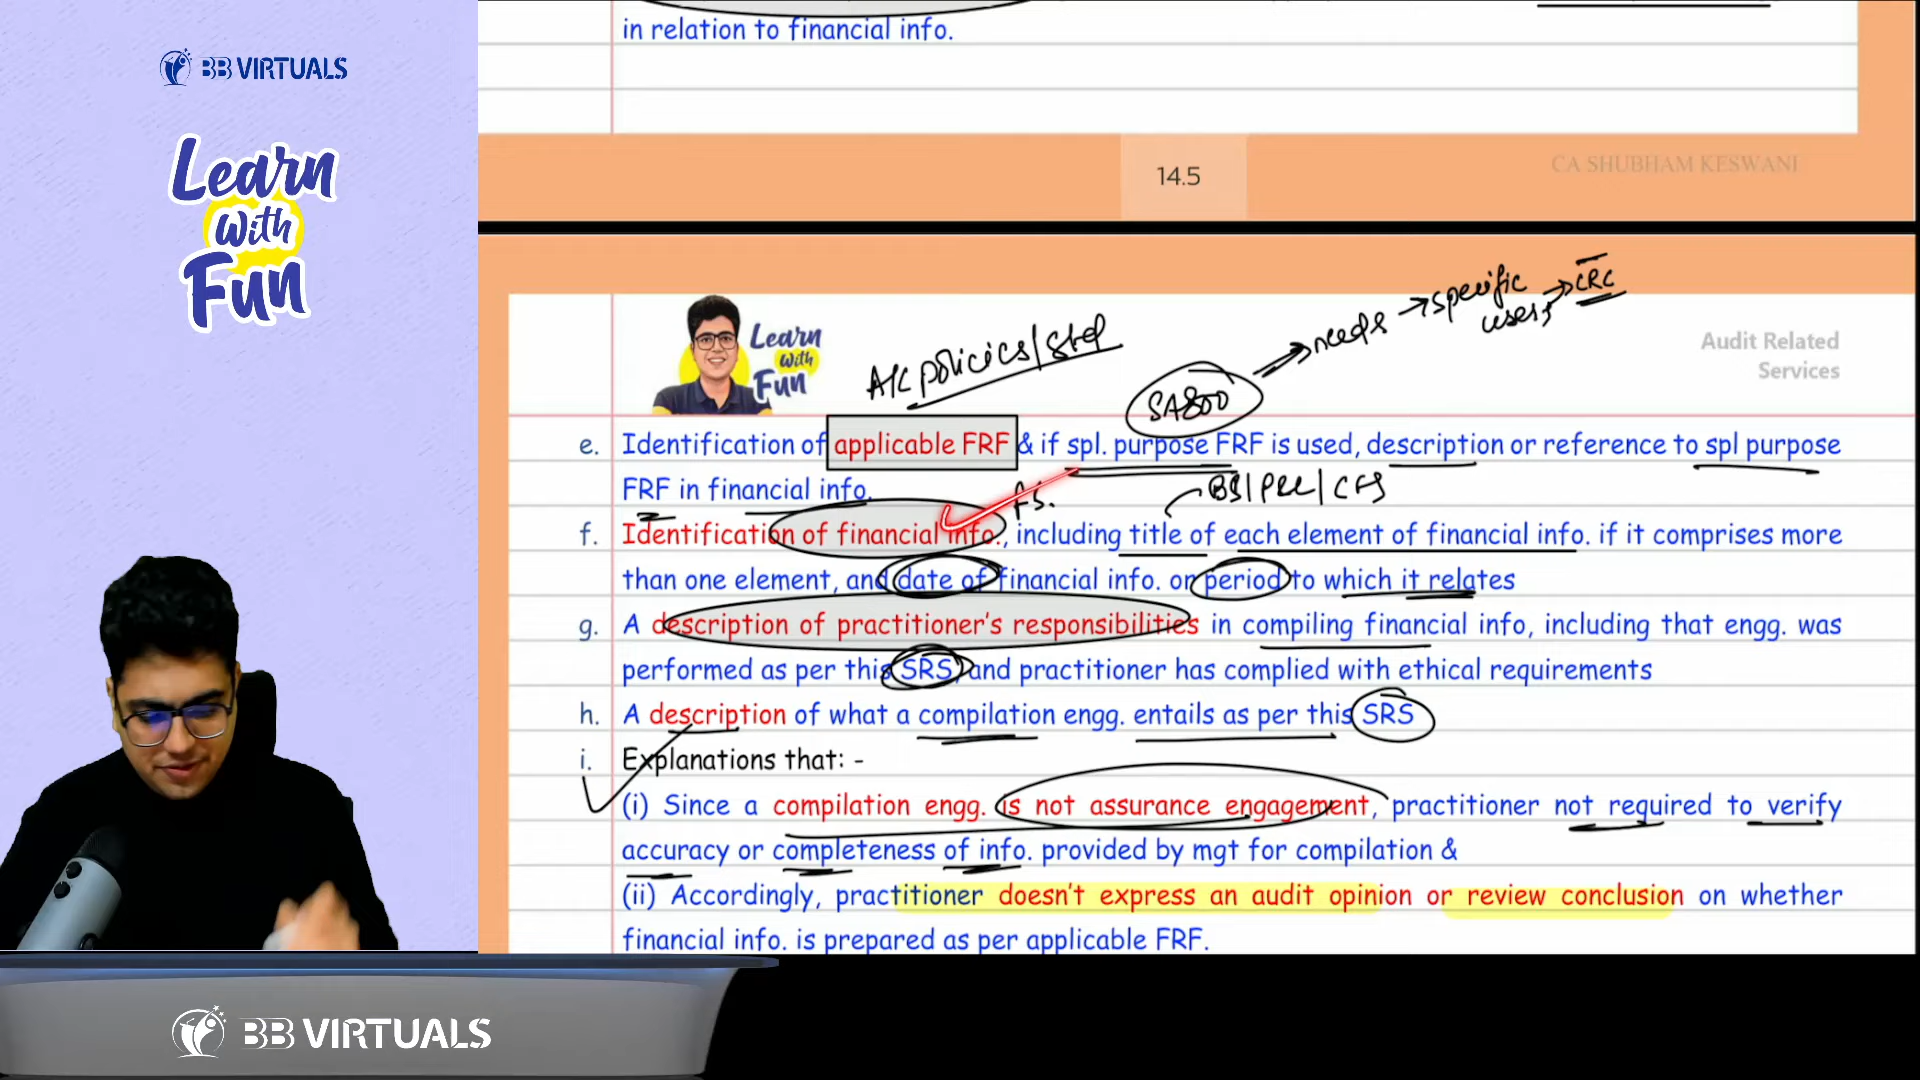 in relation to financial info.
BB VIRTUALS
Learn
With
Fun
14.5
CA SHUBHAM KESWANI
Learn
With
Fun
A/C policies/Std
SA800
needs
specific
users
CRC
Audit Related
Services
e. Identification of applicable FRF & if spl. purpose FRF is used, description or reference to spl purpose
FRF in financial info.
FS.
BS/P&L/CFS
f. Identification of financial info., including title of each element of financial info. if it comprises more
than one element, and date of financial info. or period to which it relates
g. A description of practitioner's responsibilities in compiling financial info, including that engg. was
performed as per this SRS, and practitioner has complied with ethical requirements
h. A description of what a compilation engg. entails as per this SRS
i. Explanations that: -
(i) Since a compilation engg. is not assurance engagement, practitioner not required to verify
accuracy or completeness of info. provided by mgt for compilation &
(ii) Accordingly, practitioner doesn't express an audit opinion or review conclusion on whether
financial info. is prepared as per applicable FRF.
BB VIRTUALS